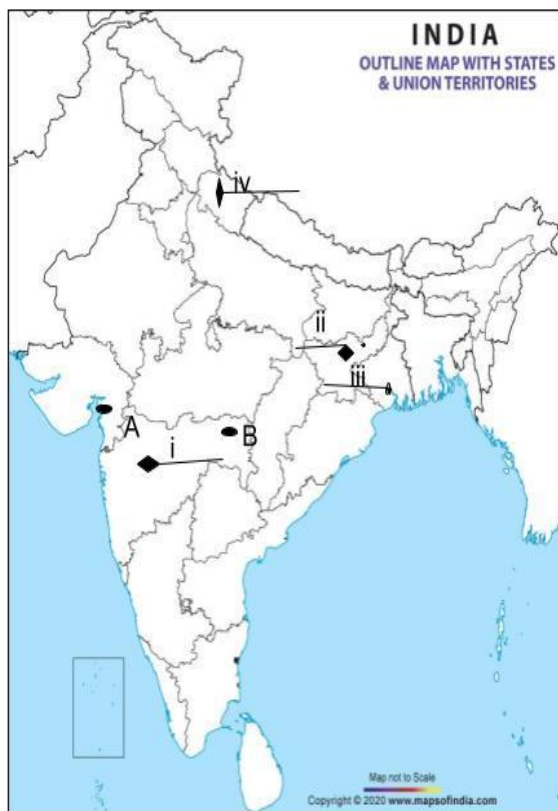 INDIA
OUTLINE MAP WITH STATES
& UNION TERRITORIES
iv
ii
iii
A
B
i
Map not to Scale
Copyright © 2020 www.mapsofindia.com